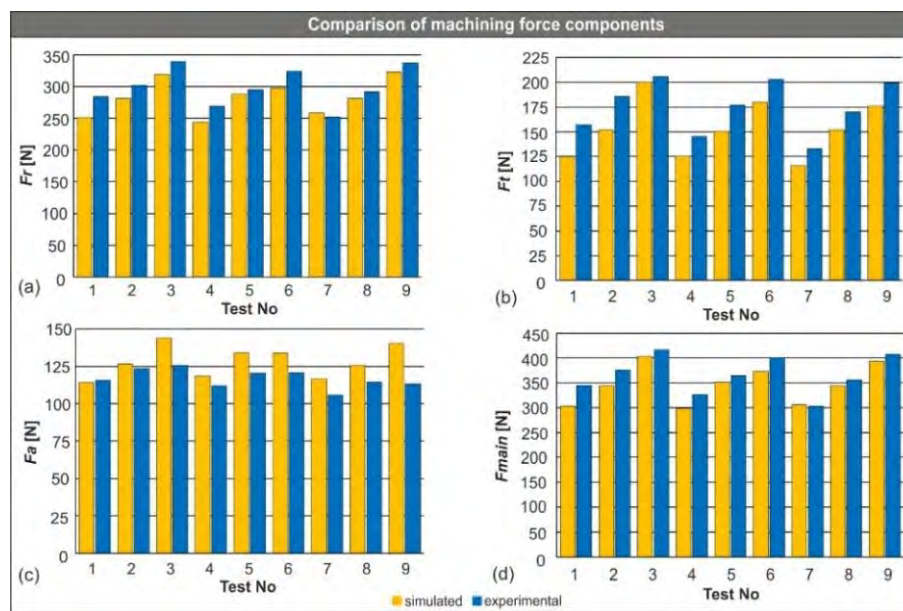 Comparison of machining force components
350
300
250
200
150
100
50
0
Fr [N]
(a)
1 2 3 4 5 6 7 8 9
Test No
225
200
175
150
125
100
75
50
25
0
Ft [N]
(b)
1 2 3 4 5 6 7 8 9
Test No
150
125
100
75
50
25
0
Fa [N]
(c)
1 2 3 4 5 6 7 8 9
Test No
450
400
350
300
250
200
150
100
50
0
Fmain [N]
(d)
1 2 3 4 5 6 7 8 9
Test No
simulated experimental